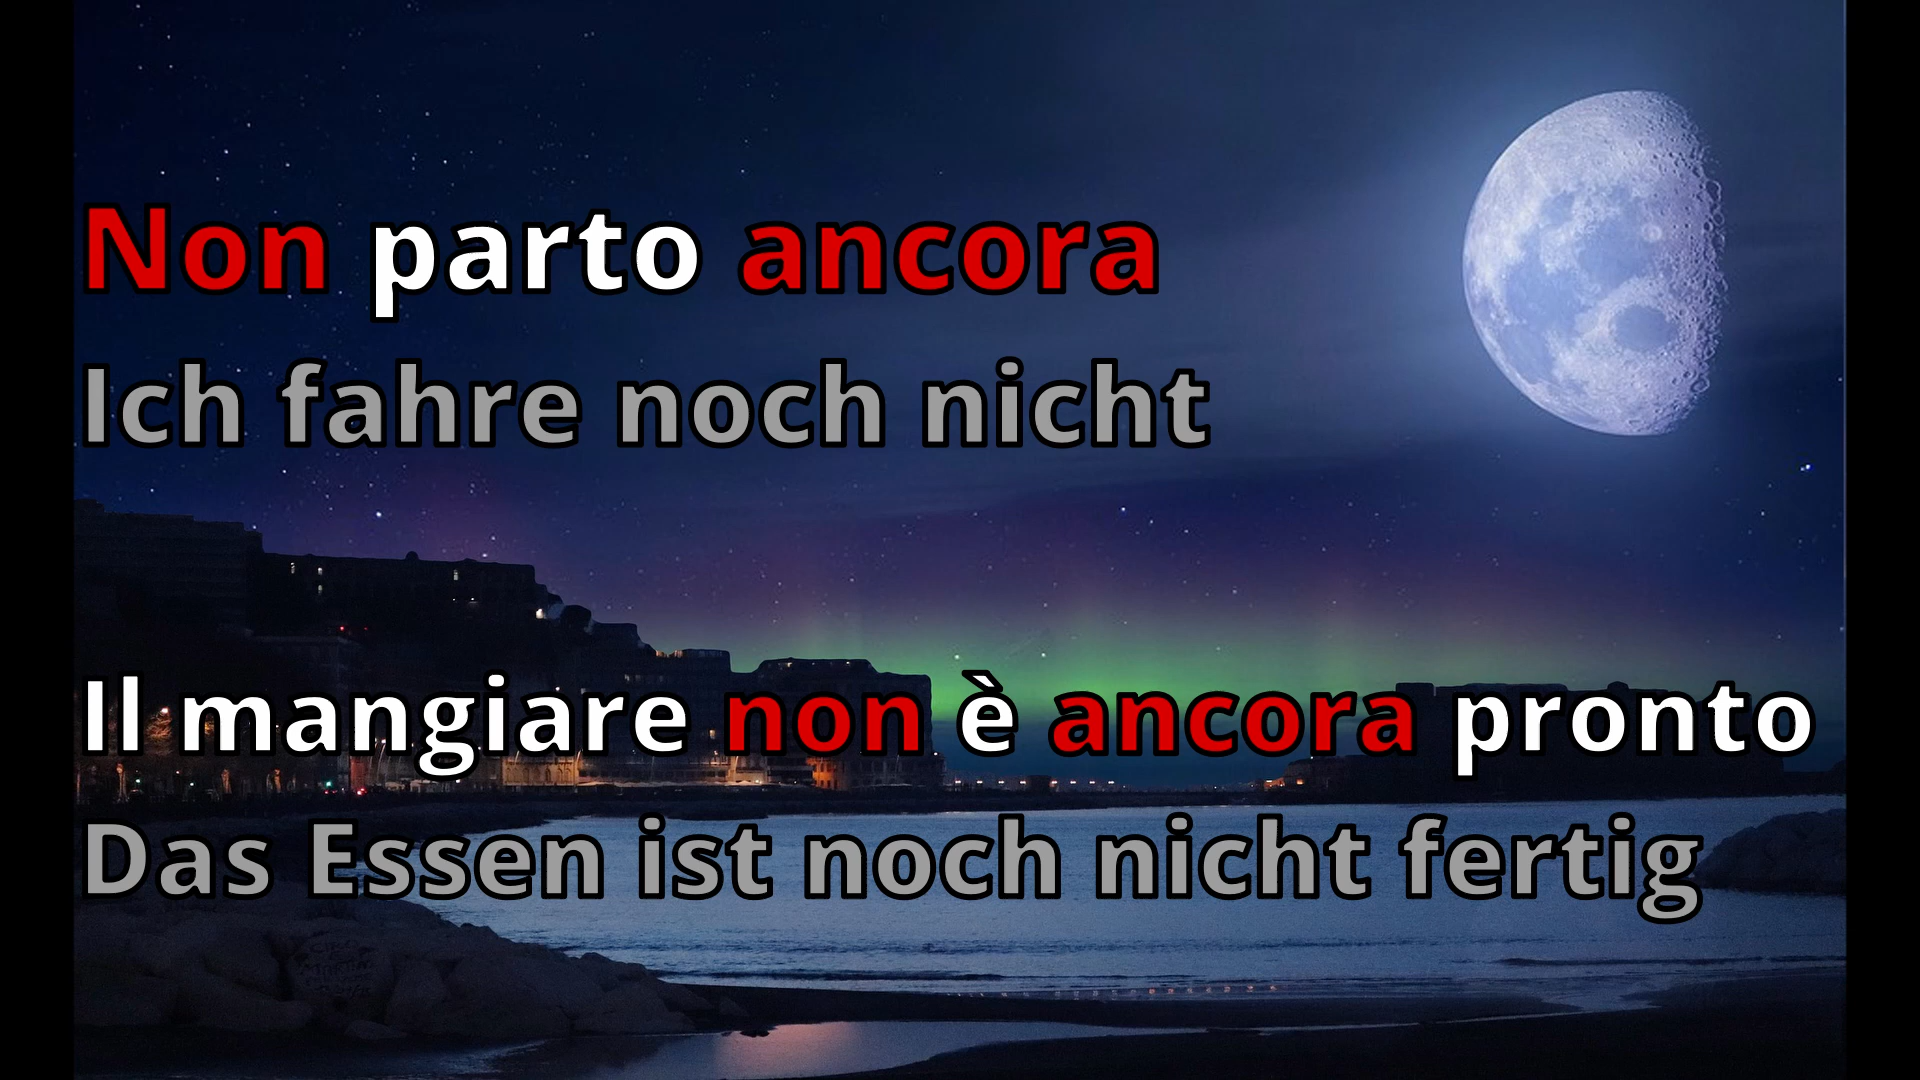 Non parto ancora
Ich fahre noch nicht
Il mangiare non è ancora pronto
Das Essen ist noch nicht fertig